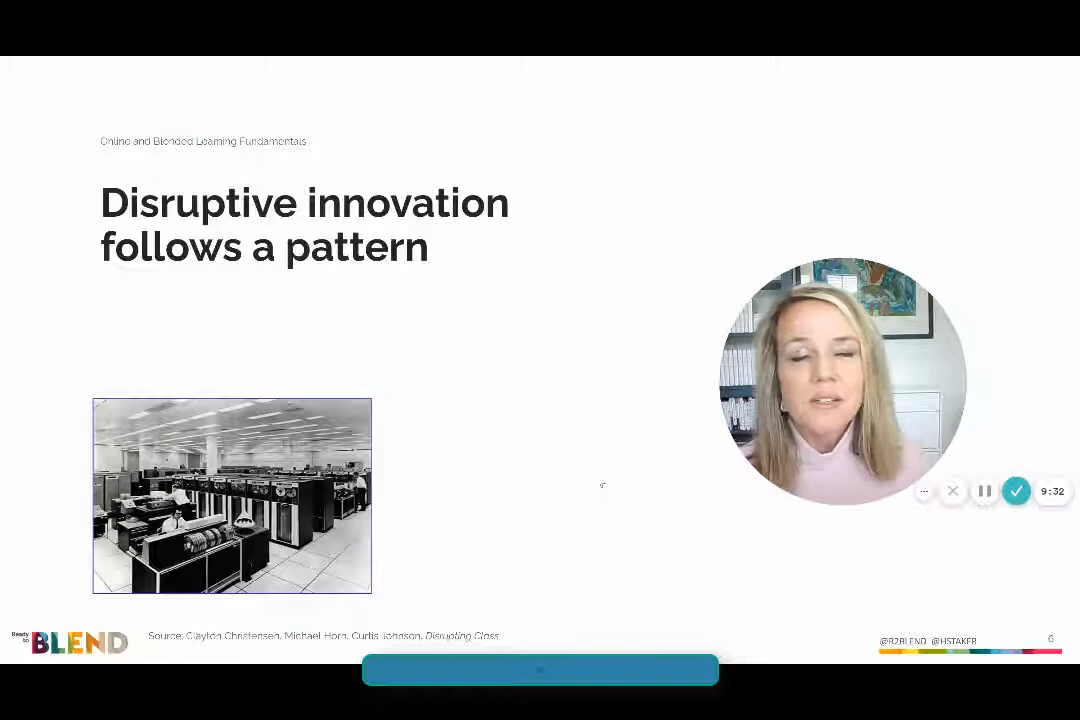 Online and Blended Learning Fundamentals
Disruptive innovation
follows a pattern
9:32
Ready
to
BLEND
Source: Clayton Christensen, Michael Horn, Curtis Johnson, Disrupting Class
@R2BLEND @HSTAKER
6